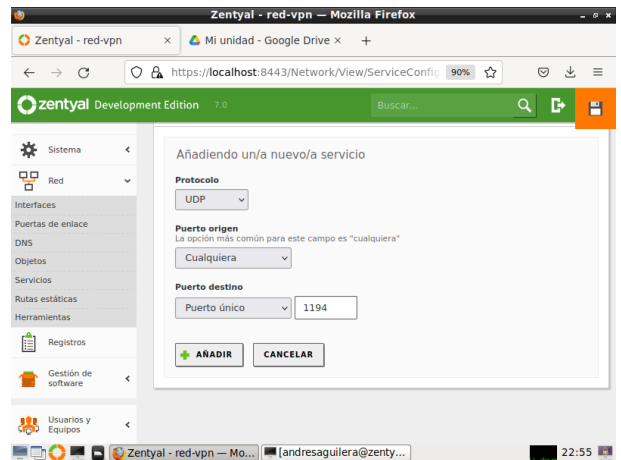 Zentyal - red-vpn — Mozilla Firefox
Zentyal - red-vpn × Mi unidad - Google Drive × +
https://localhost:8443/Network/View/ServiceConfig 90%
zentyal Development Edition 7.0 Buscar...
Sistema
Red
Interfaces
Puertas de enlace
DNS
Objetos
Servicios
Rutas estáticas
Herramientas
Registros
Gestión de
software
Usuarios y
Equipos
Añadiendo un/a nuevo/a servicio
Protocolo
UDP
Puerto origen
La opción más común para este campo es "cualquiera"
Cualquiera
Puerto destino
Puerto único 1194
AÑADIR CANCELAR
Zentyal - red-vpn — Mo... [andresaguilera@zenty... 22:55